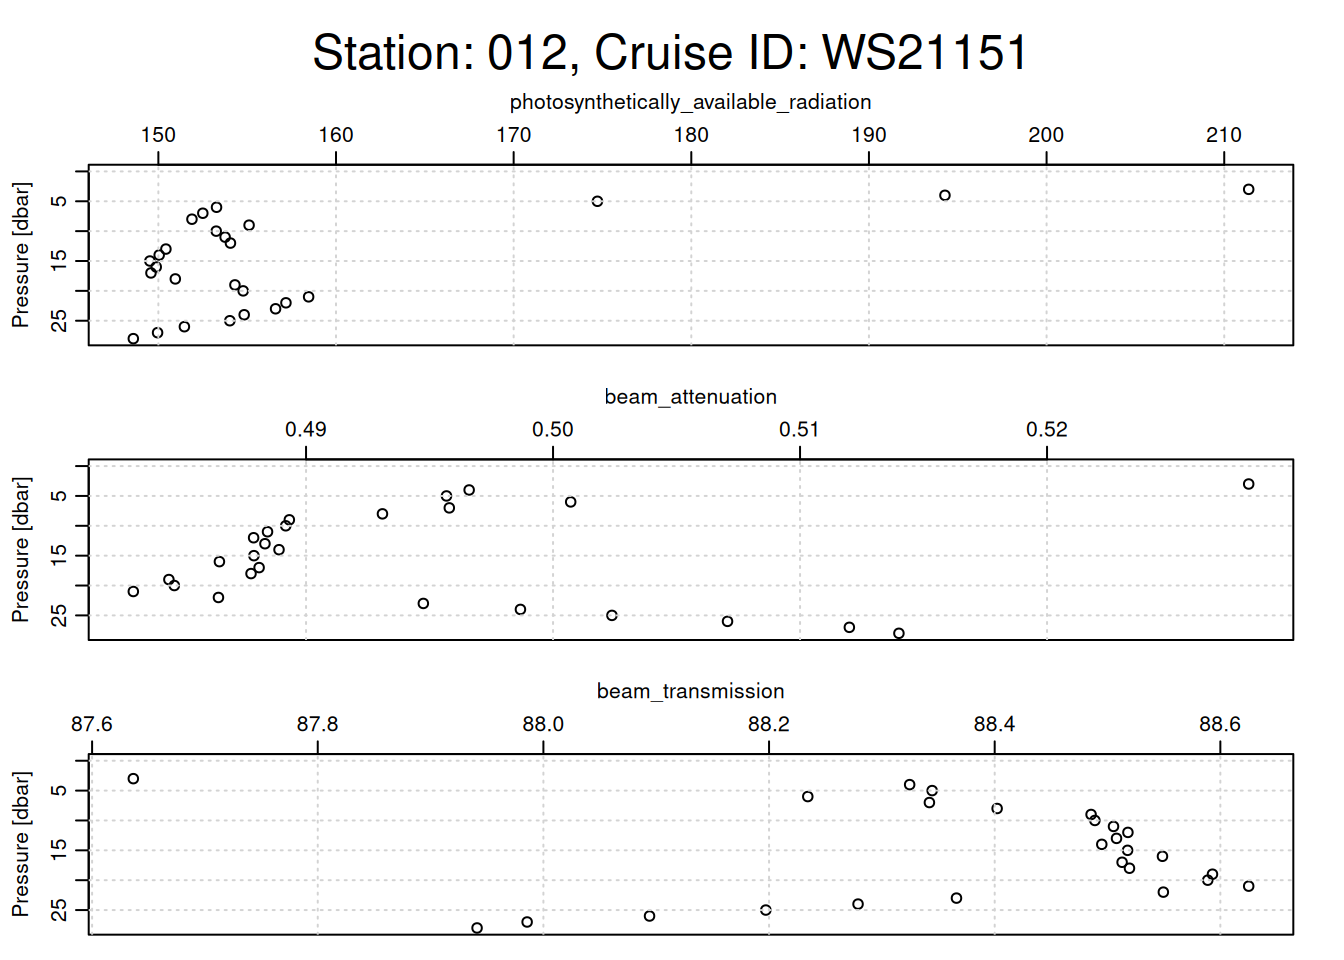 Station: 012, Cruise ID: WS21151
photosynthetically_available_radiation
150 160 170 180 190 200 210
Pressure [dbar]
5
15
25
beam_attenuation
0.49 0.50 0.51 0.52
Pressure [dbar]
5
15
25
beam_transmission
87.6 87.8 88.0 88.2 88.4 88.6
Pressure [dbar]
5
15
25